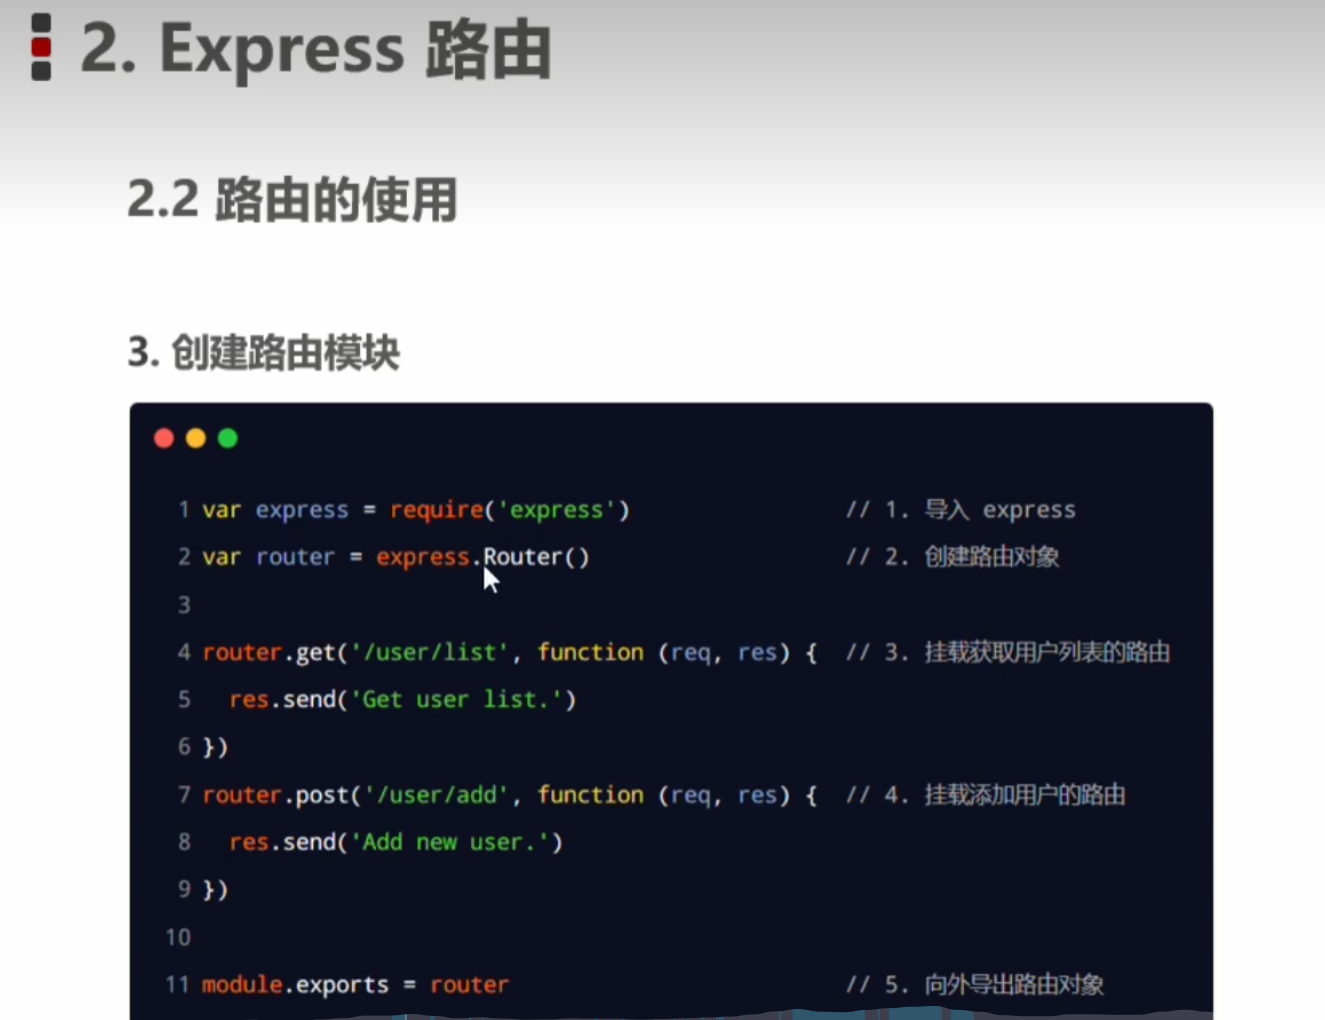 2. Express 路由
2.2 路由的使用
3. 创建路由模块
1 var express = require('express') // 1. 导入 express
2 var router = express.Router() // 2. 创建路由对象
3
4 router.get('/user/list', function (req, res) { // 3. 挂载获取用户列表的路由
5 res.send('Get user list.')
6 })
7 router.post('/user/add', function (req, res) { // 4. 挂载添加用户的路由
8 res.send('Add new user.')
9 })
10
11 module.exports = router // 5. 向外导出路由对象